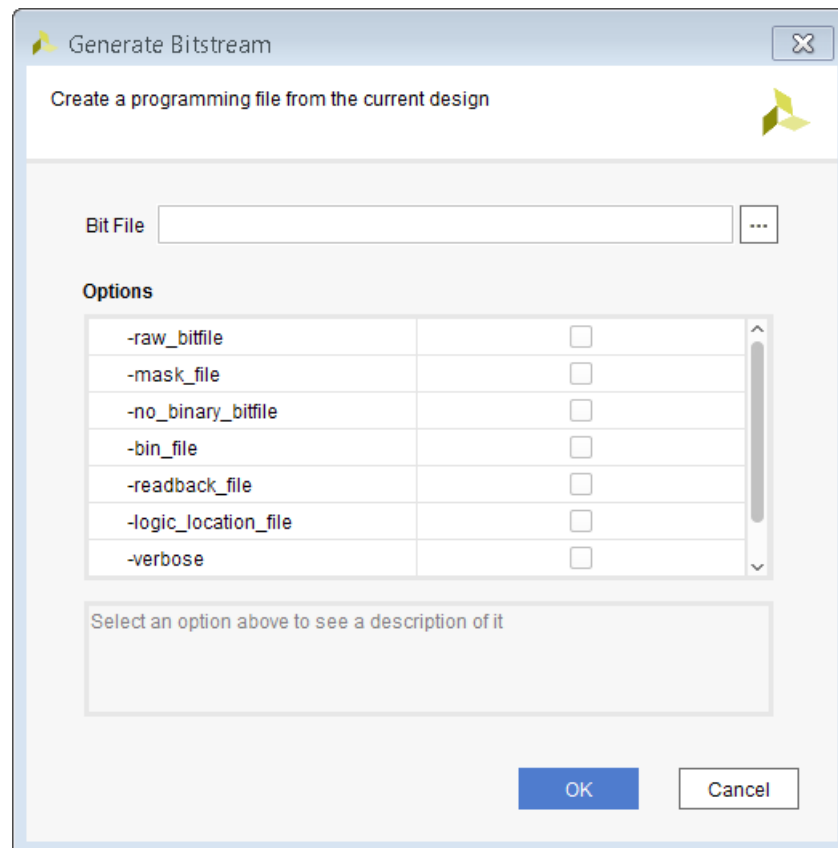 Generate Bitstream
Create a programming file from the current design
Bit File
...
Options
-raw_bitfile
-mask_file
-no_binary_bitfile
-bin_file
-readback_file
-logic_location_file
-verbose
Select an option above to see a description of it
OK Cancel